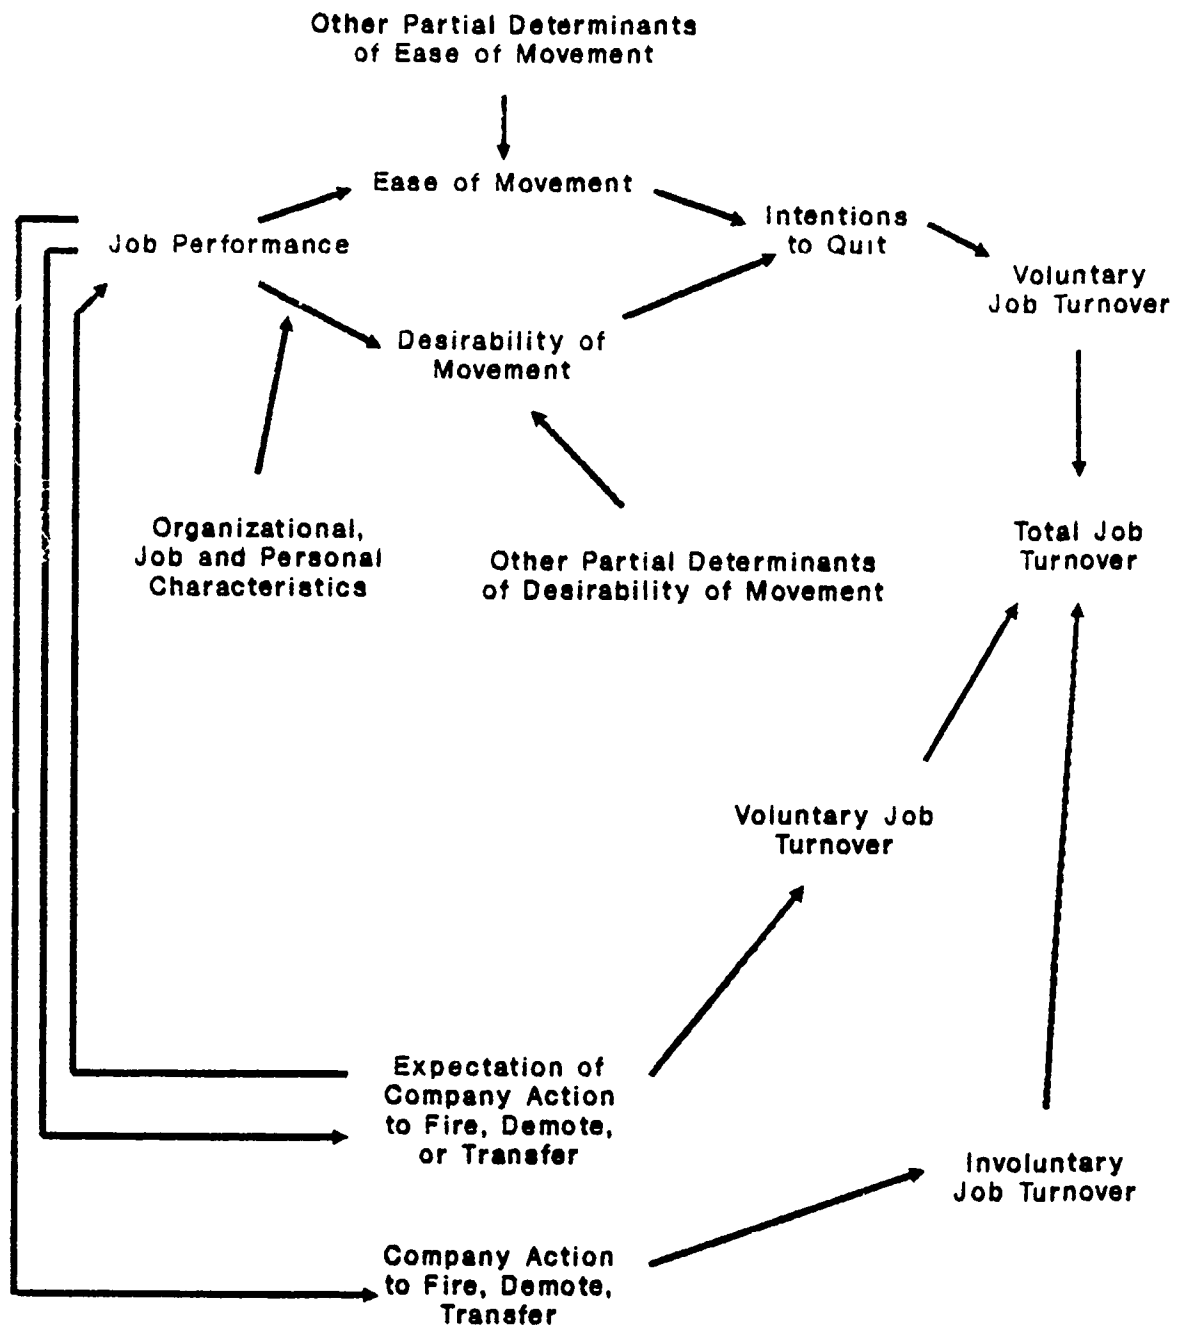 Other Partial Determinants
of Ease of Movement
Ease of Movement
Intentions
to Quit
Job Performance
Voluntary
Job Turnover
Desirability of
Movement
Organizational,
Job and Personal
Characteristics
Other Partial Determinants
of Desirability of Movement
Total Job
Turnover
Voluntary Job
Turnover
Expectation of
Company Action
to Fire, Demote,
or Transfer
Involuntary
Job Turnover
Company Action
to Fire, Demote,
Transfer